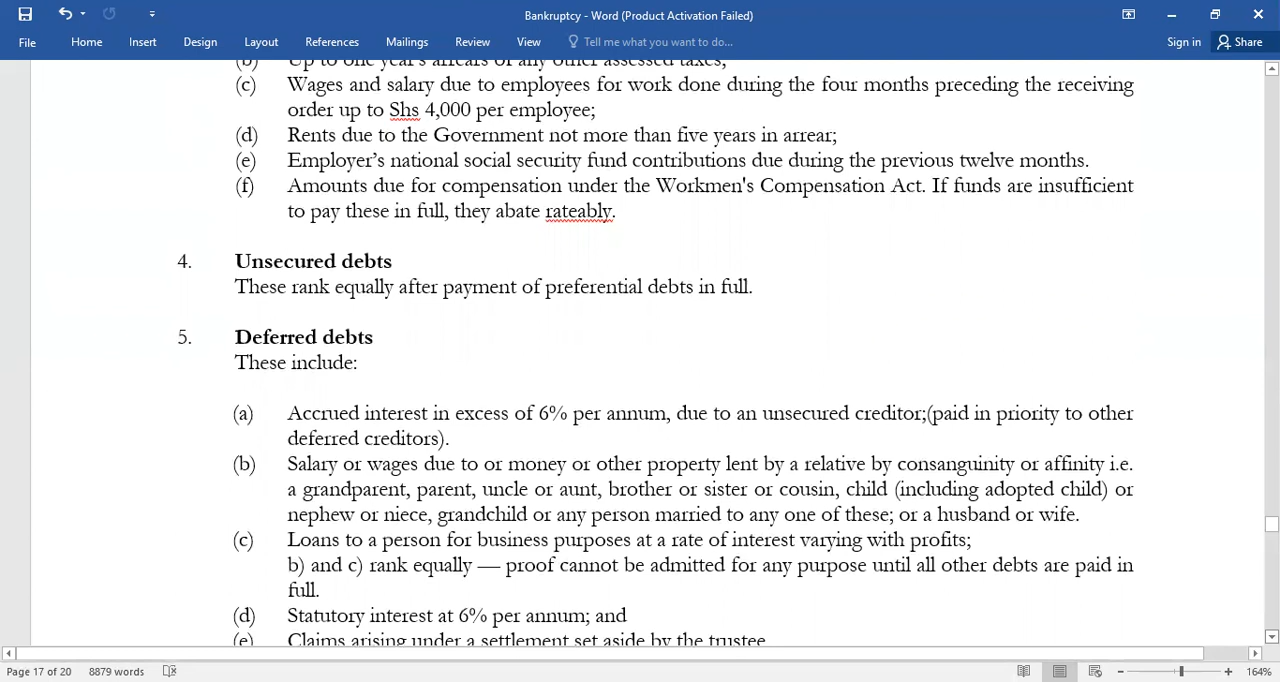 Bankruptcy - Word (Product Activation Failed)
File Home Insert Design Layout References Mailings Review View Tell me what you want to do... Sign in Share
(b) Up to one year's arrears of any other assessed taxes;
(c) Wages and salary due to employees for work done during the four months preceding the receiving
order up to Shs 4,000 per employee;
(d) Rents due to the Government not more than five years in arrear;
(e) Employer's national social security fund contributions due during the previous twelve months.
(f) Amounts due for compensation under the Workmen's Compensation Act. If funds are insufficient
to pay these in full, they abate rateably.
4. Unsecured debts
These rank equally after payment of preferential debts in full.
5. Deferred debts
These include:
(a) Accrued interest in excess of 6% per annum, due to an unsecured creditor;(paid in priority to other
deferred creditors).
(b) Salary or wages due to or money or other property lent by a relative by consanguinity or affinity i.e.
a grandparent, parent, uncle or aunt, brother or sister or cousin, child (including adopted child) or
nephew or niece, grandchild or any person married to any one of these; or a husband or wife.
(c) Loans to a person for business purposes at a rate of interest varying with profits;
b) and c) rank equally — proof cannot be admitted for any purpose until all other debts are paid in
full.
(d) Statutory interest at 6% per annum; and
(e) Claims arising under a settlement set aside by the trustee
Page 17 of 20 8879 words 164%